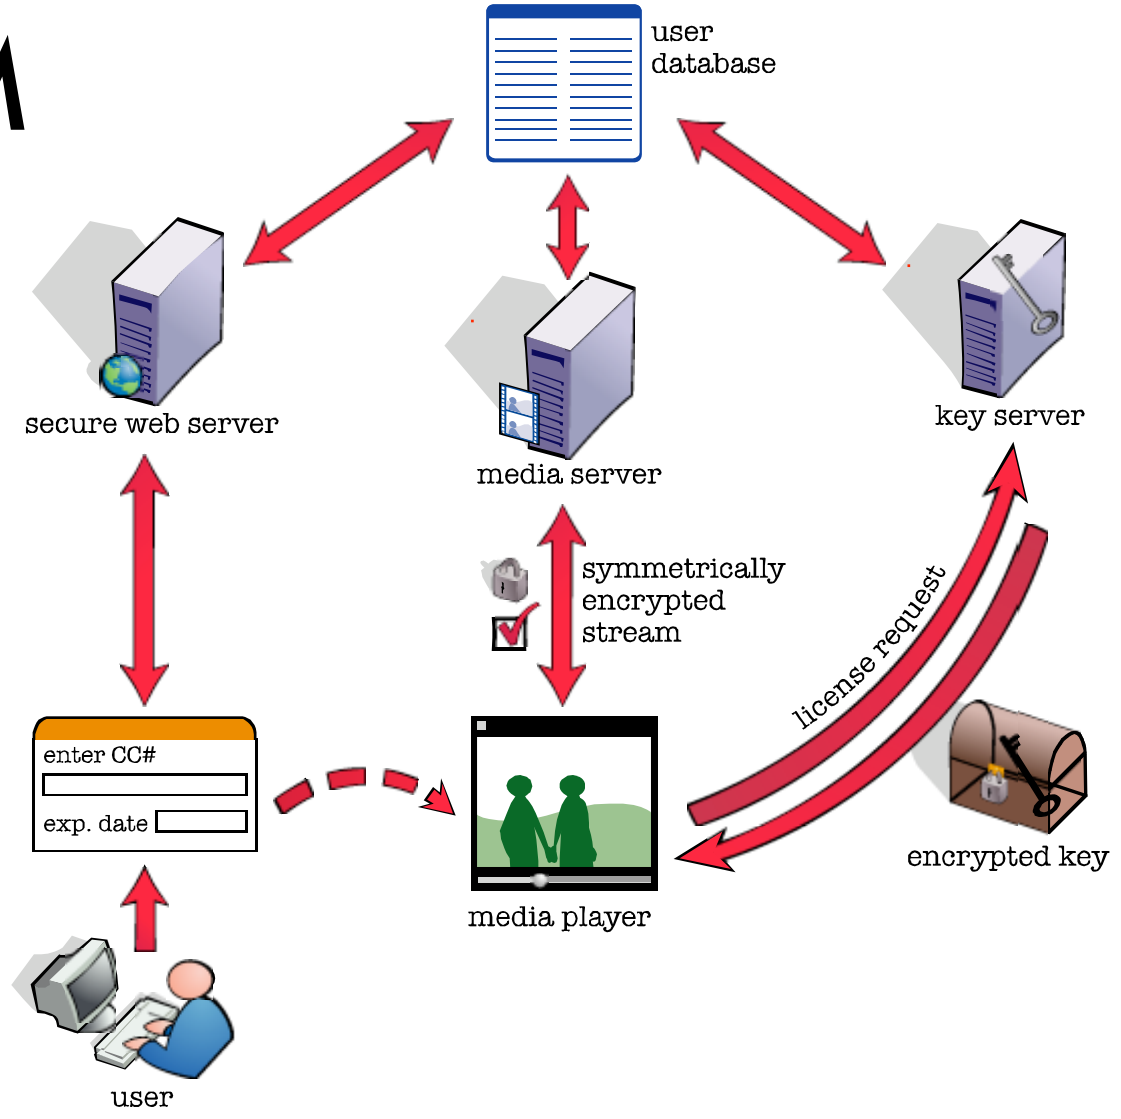 user
database
secure web server
media server
key server
symmetrically
encrypted
stream
license request
enter CC#
exp. date
encrypted key
media player
user